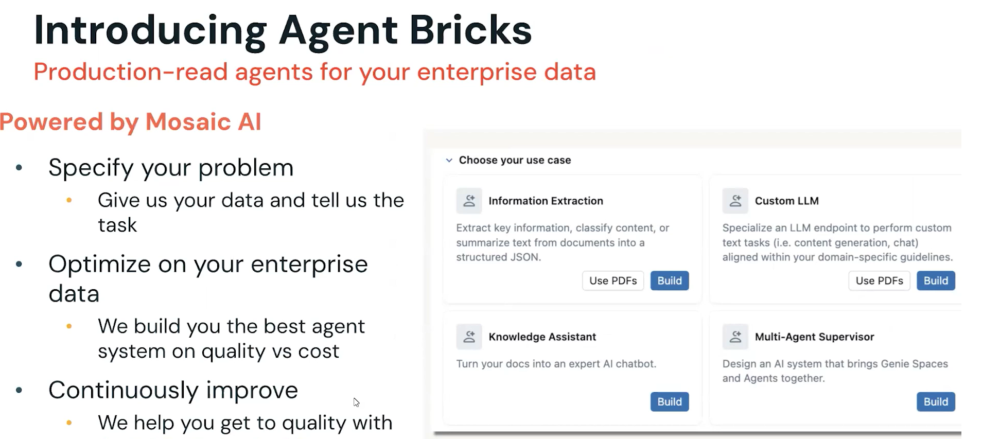 Introducing Agent Bricks
Production-read agents for your enterprise data
Powered by Mosaic AI
• Specify your problem
• Give us your data and tell us the
task
• Optimize on your enterprise
data
• We build you the best agent
system on quality vs cost
• Continuously improve
• We help you get to quality with
Choose your use case
Information Extraction
Extract key information, classify content, or
summarize text from documents into a
structured JSON.
Use PDFs Build
Custom LLM
Specialize an LLM endpoint to perform custom
text tasks (i.e. content generation, chat)
aligned within your domain-specific guidelines.
Use PDFs Build
Knowledge Assistant
Turn your docs into an expert AI chatbot.
Build
Multi-Agent Supervisor
Design an AI system that brings Genie Spaces
and Agents together.
Build